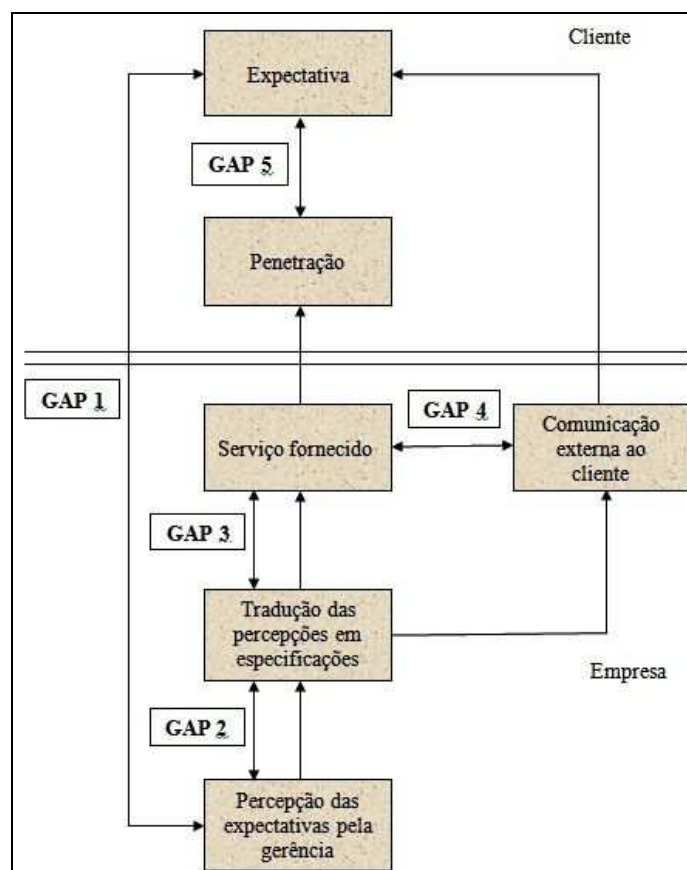 Cliente
Expectativa
GAP 5
Penetração
GAP 1
GAP 4
Serviço fornecido
Comunicação
externa ao
cliente
GAP 3
Tradução das
percepções em
especificações
Empresa
GAP 2
Percepção das
expectativas pela
gerência